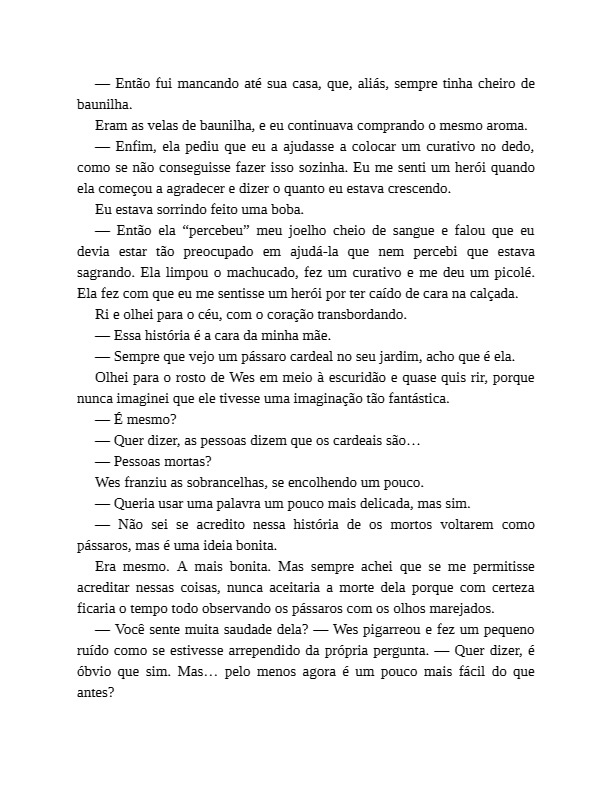 — Então fui mancando até sua casa, que, aliás, sempre tinha cheiro de
baunilha.
Eram as velas de baunilha, e eu continuava comprando o mesmo aroma.
— Enfim, ela pediu que eu a ajudasse a colocar um curativo no dedo,
como se não conseguisse fazer isso sozinha. Eu me senti um herói quando
ela começou a agradecer e dizer o quanto eu estava crescendo.
Eu estava sorrindo feito uma boba.
— Então ela “percebeu” meu joelho cheio de sangue e falou que eu
devia estar tão preocupado em ajudá-la que nem percebi que estava
sagrando. Ela limpou o machucado, fez um curativo e me deu um picolé.
Ela fez com que eu me sentisse um herói por ter caído de cara na calçada.
Ri e olhei para o céu, com o coração transbordando.
— Essa história é a cara da minha mãe.
— Sempre que vejo um pássaro cardeal no seu jardim, acho que é ela.
Olhei para o rosto de Wes em meio à escuridão e quase quis rir, porque
nunca imaginei que ele tivesse uma imaginação tão fantástica.
— É mesmo?
— Quer dizer, as pessoas dizem que os cardeais são…
— Pessoas mortas?
Wes franziu as sobrancelhas, se encolhendo um pouco.
— Queria usar uma palavra um pouco mais delicada, mas sim.
— Não sei se acredito nessa história de os mortos voltarem como
pássaros, mas é uma ideia bonita.
Era mesmo. A mais bonita. Mas sempre achei que se me permitisse
acreditar nessas coisas, nunca aceitaria a morte dela porque com certeza
ficaria o tempo todo observando os pássaros com os olhos marejados.
— Você sente muita saudade dela? — Wes pigarreou e fez um pequeno
ruído como se estivesse arrependido da própria pergunta. — Quer dizer, é
óbvio que sim. Mas… pelo menos agora é um pouco mais fácil do que
antes?